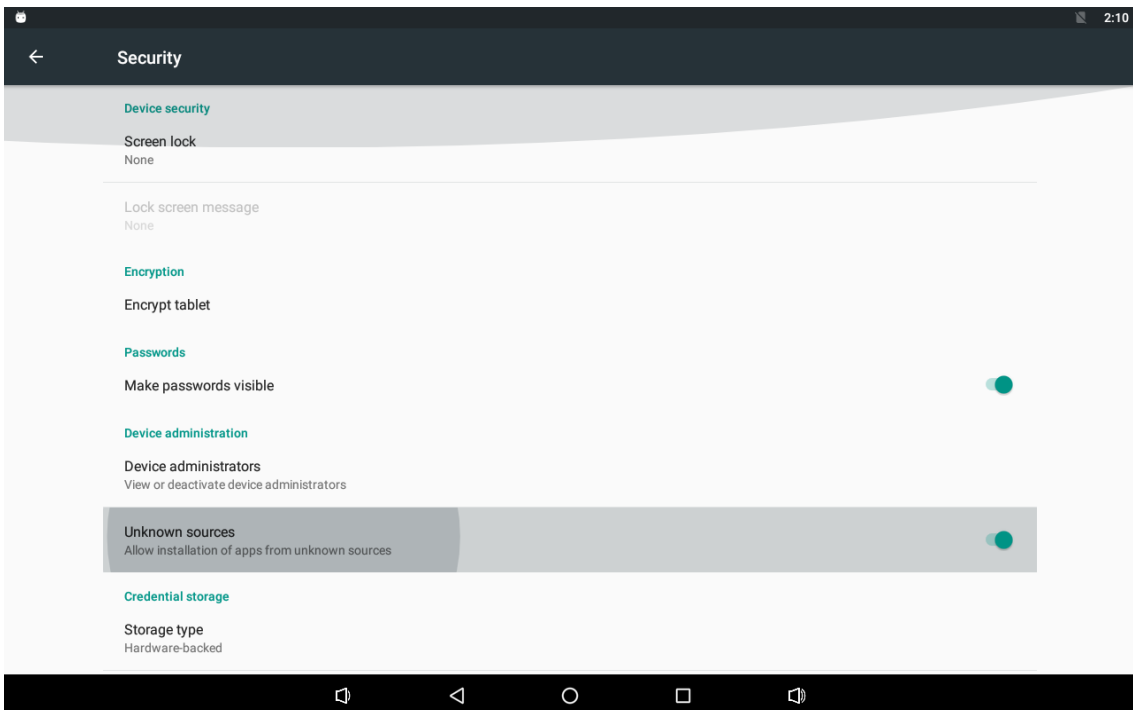 2:10
Security
Device security
Screen lock
None
Lock screen message
None
Encryption
Encrypt tablet
Passwords
Make passwords visible
Device administration
Device administrators
View or deactivate device administrators
Unknown sources
Allow installation of apps from unknown sources
Credential storage
Storage type
Hardware-backed